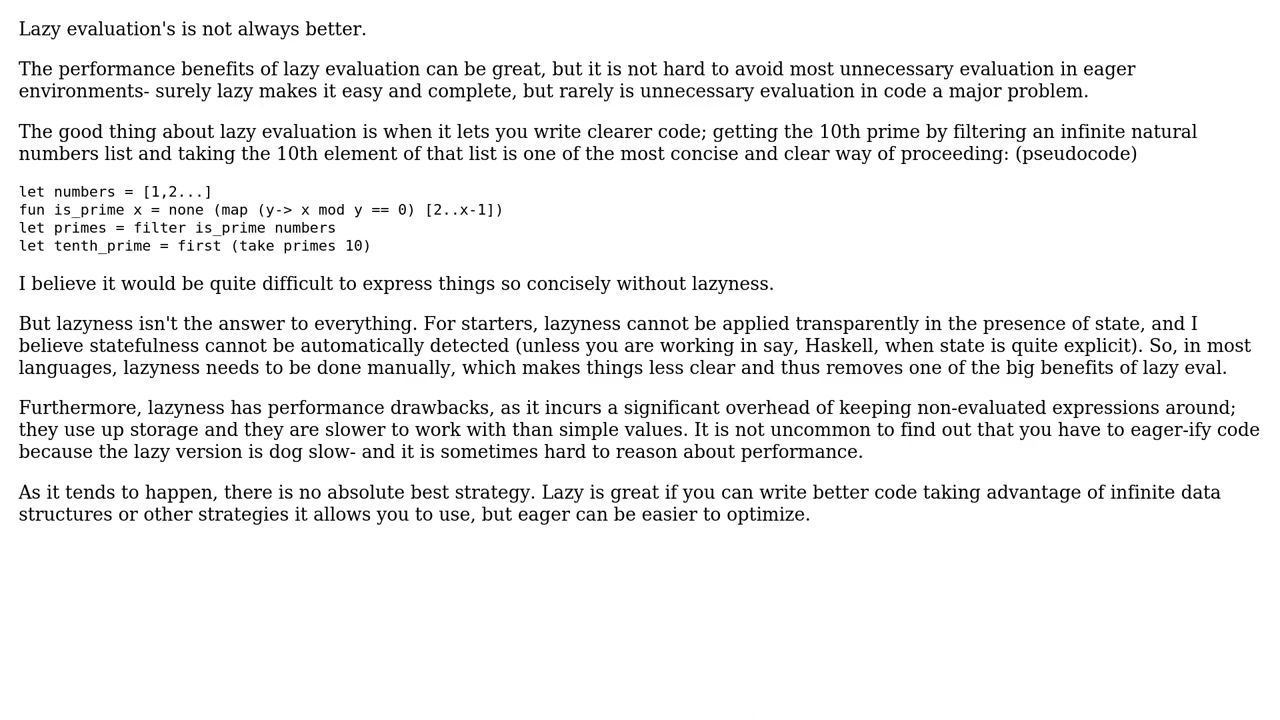 Lazy evaluation's is not always better.
The performance benefits of lazy evaluation can be great, but it is not hard to avoid most unnecessary evaluation in eager
environments- surely lazy makes it easy and complete, but rarely is unnecessary evaluation in code a major problem.
The good thing about lazy evaluation is when it lets you write clearer code; getting the 10th prime by filtering an infinite natural
numbers list and taking the 10th element of that list is one of the most concise and clear way of proceeding: (pseudocode)
let numbers = [1,2...]
fun is_prime x = none (map (y-> x mod y == 0) [2..x-1])
let primes = filter is_prime numbers
let tenth_prime = first (take primes 10)
I believe it would be quite difficult to express things so concisely without lazyness.
But lazyness isn't the answer to everything. For starters, lazyness cannot be applied transparently in the presence of state, and I
believe statefulness cannot be automatically detected (unless you are working in say, Haskell, when state is quite explicit). So, in most
languages, lazyness needs to be done manually, which makes things less clear and thus removes one of the big benefits of lazy eval.
Furthermore, lazyness has performance drawbacks, as it incurs a significant overhead of keeping non-evaluated expressions around;
they use up storage and they are slower to work with than simple values. It is not uncommon to find out that you have to eager-ify code
because the lazy version is dog slow- and it is sometimes hard to reason about performance.
As it tends to happen, there is no absolute best strategy. Lazy is great if you can write better code taking advantage of infinite data
structures or other strategies it allows you to use, but eager can be easier to optimize.